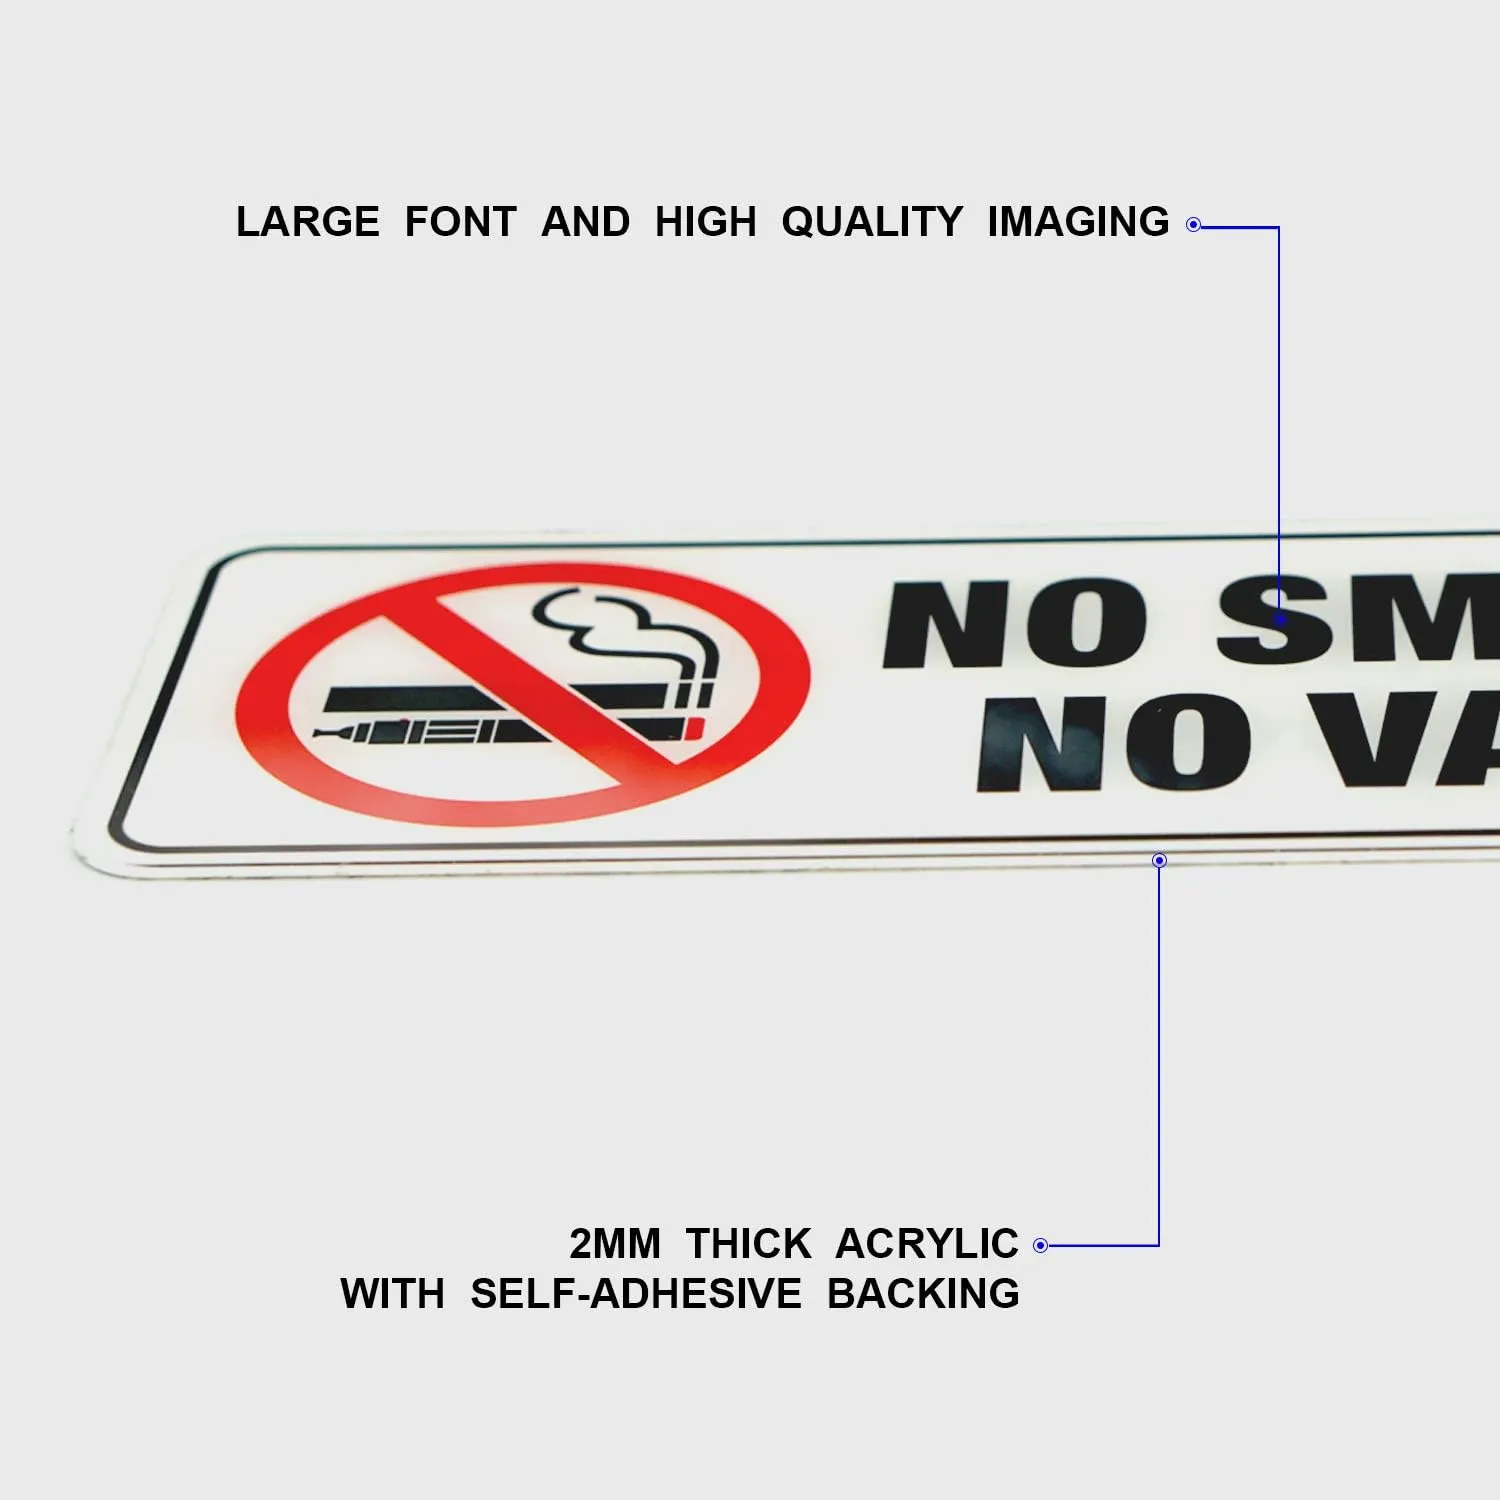 LARGE FONT AND HIGH QUALITY IMAGING
NO SM
NO VA
2MM THICK ACRYLIC
WITH SELF-ADHESIVE BACKING